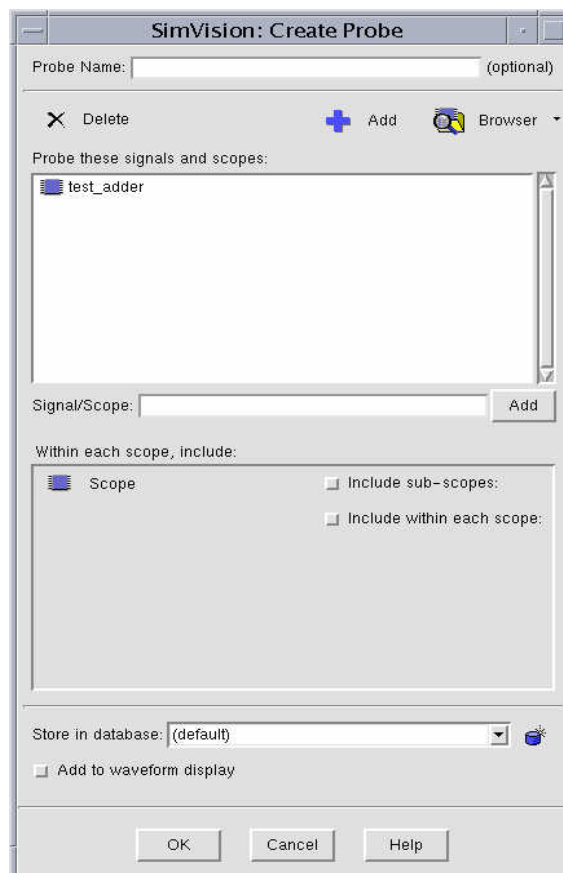 SimVision: Create Probe
Probe Name: (optional)
Delete Add Browser
Probe these signals and scopes:
test_adder
Signal/Scope: Add
Within each scope, include:
Scope Include sub-scopes:
Include within each scope:
Store in database: (default)
Add to waveform display
OK Cancel Help